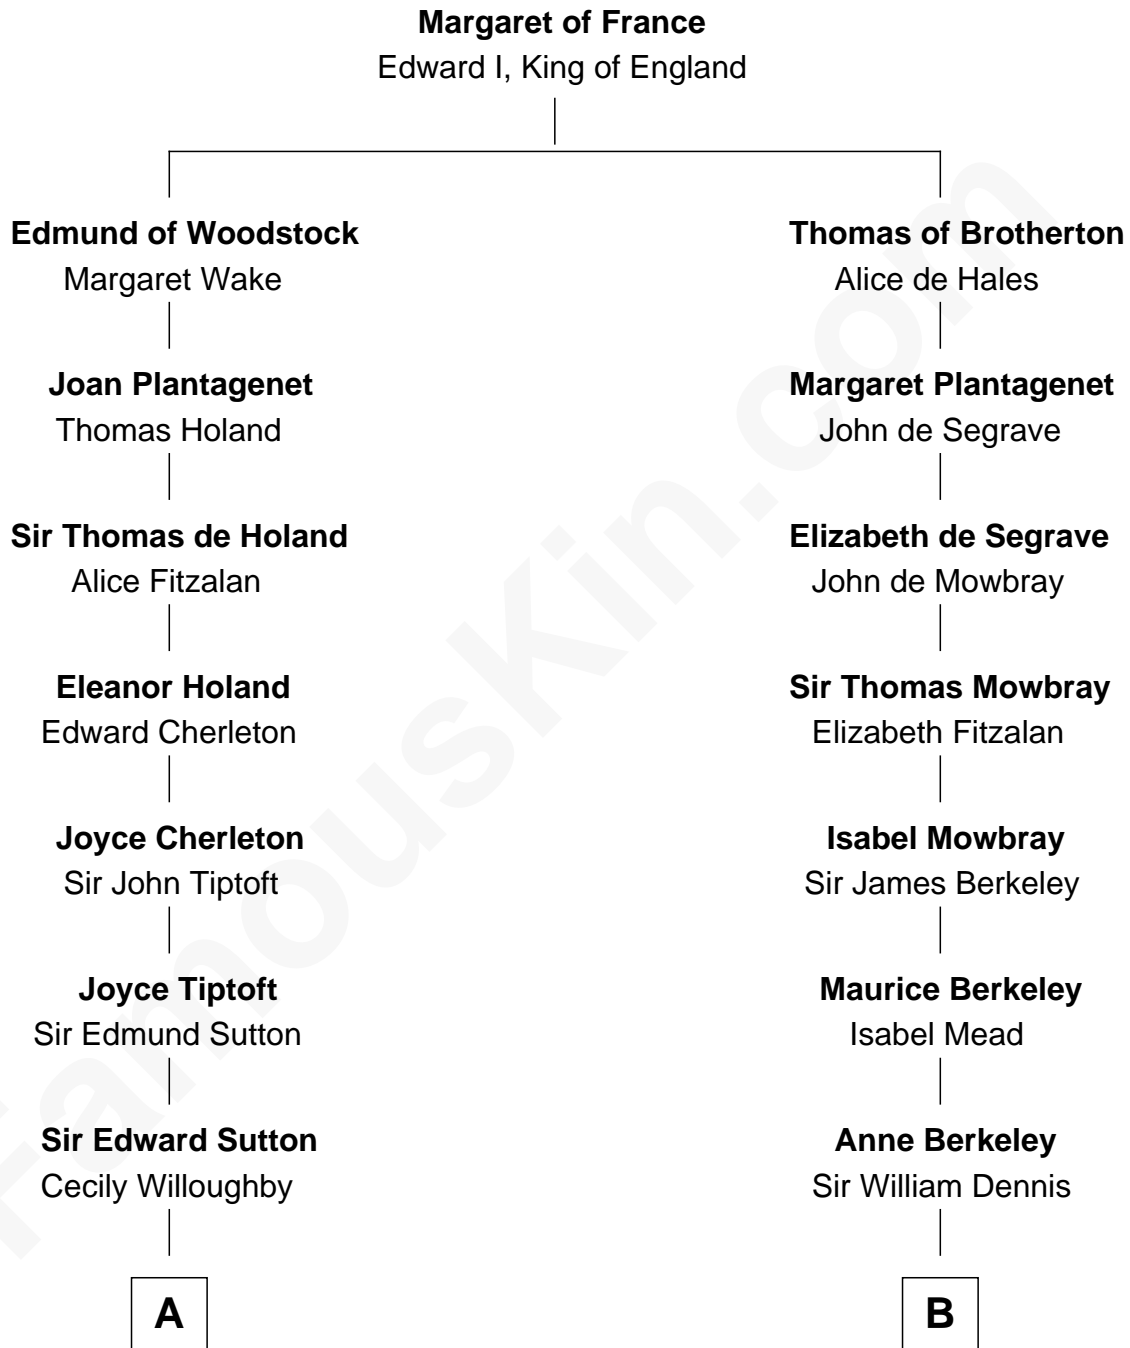 Margaret of France
Edward I, King of England
Edmund of Woodstock
Margaret Wake
Thomas of Brotherton
Alice de Hales
Joan Plantagenet
Thomas Holand
Margaret Plantagenet
John de Segrave
Sir Thomas de Holand
Alice Fitzalan
Elizabeth de Segrave
John de Mowbray
Eleanor Holand
Edward Cherleton
Sir Thomas Mowbray
Elizabeth Fitzalan
Joyce Cherleton
Sir John Tiptoft
Isabel Mowbray
Sir James Berkeley
Joyce Tiptoft
Sir Edmund Sutton
Maurice Berkeley
Isabel Mead
Sir Edward Sutton
Cecily Willoughby
Anne Berkeley
Sir William Dennis
A
B
FamousKin.com